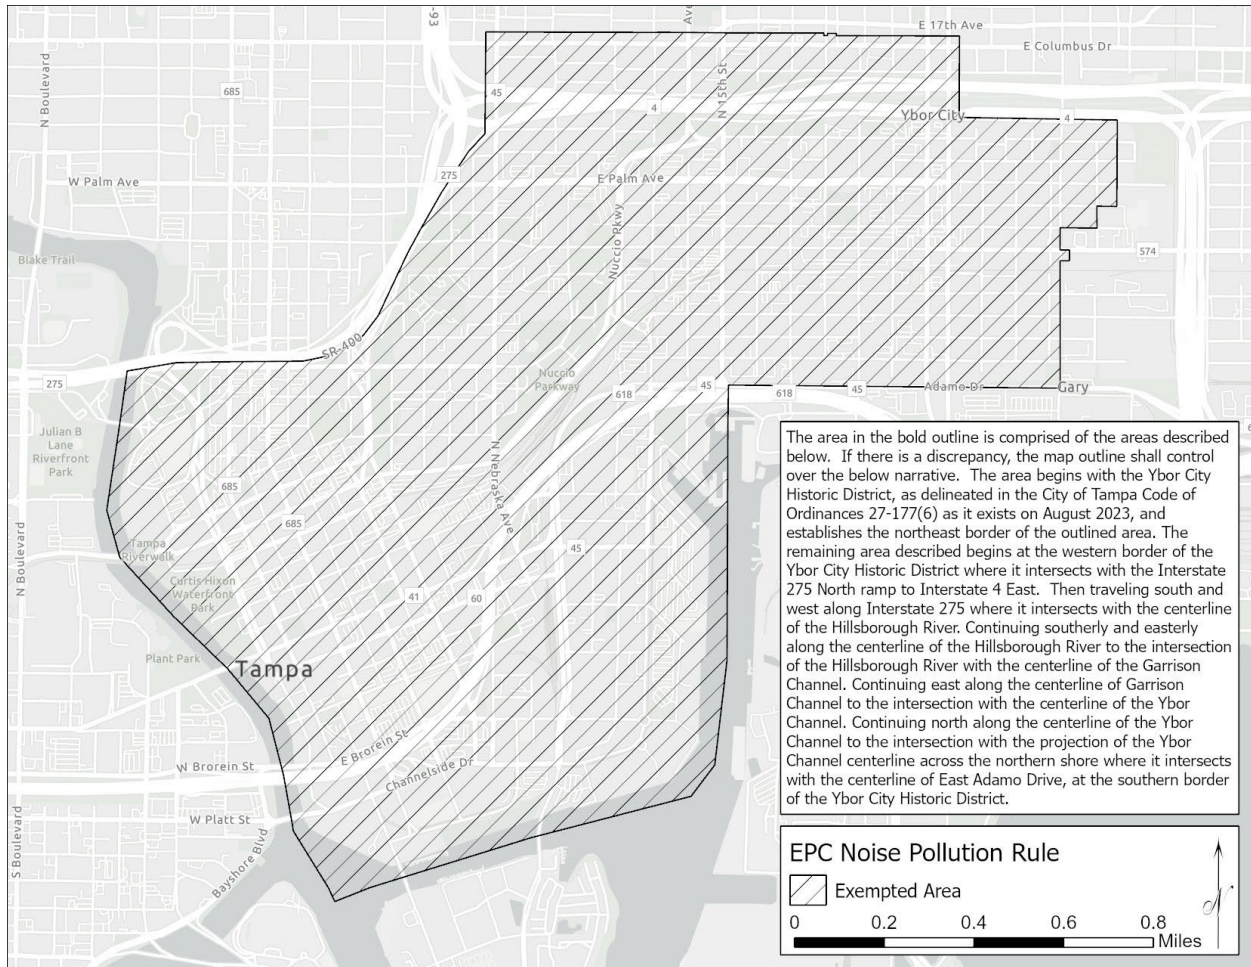 -93
Ave
E 17th Ave
E Columbus Dr
N Boulevard
685
45
N 15th St
4
Ybor City
4
275
W Palm Ave
E Palm Ave
Nuccio Pkwy
574
Blake Trail
SR-400
275
Nuccio
Parkway
618
45
618
45
Adamo Dr
Gary
Julian B
Lane
Riverfront
Park
N Nebraska Ave
685
685
45
Tampa
Riverwalk
N Boulevard
Curtis Hixon
Waterfront
Park
41
60
Plant Park
Tampa
E Brorein St
W Brorein St
Channelside Dr
W Platt St
Bayshore Blvd
S Boulevard
The area in the bold outline is comprised of the areas described
below. If there is a discrepancy, the map outline shall control
over the below narrative. The area begins with the Ybor City
Historic District, as delineated in the City of Tampa Code of
Ordinances 27-177(6) as it exists on August 2023, and
establishes the northeast border of the outlined area. The
remaining area described begins at the western border of the
Ybor City Historic District where it intersects with the Interstate
275 North ramp to Interstate 4 East. Then traveling south and
west along Interstate 275 where it intersects with the centerline
of the Hillsborough River. Continuing southerly and easterly
along the centerline of the Hillsborough River to the intersection
of the Hillsborough River with the centerline of the Garrison
Channel. Continuing east along the centerline of Garrison
Channel to the intersection with the centerline of the Ybor
Channel. Continuing north along the centerline of the Ybor
Channel to the intersection with the projection of the Ybor
Channel centerline across the northern shore where it intersects
with the centerline of East Adamo Drive, at the southern border
of the Ybor City Historic District.
EPC Noise Pollution Rule
Exempted Area
0 0.2 0.4 0.6 0.8
Miles
N